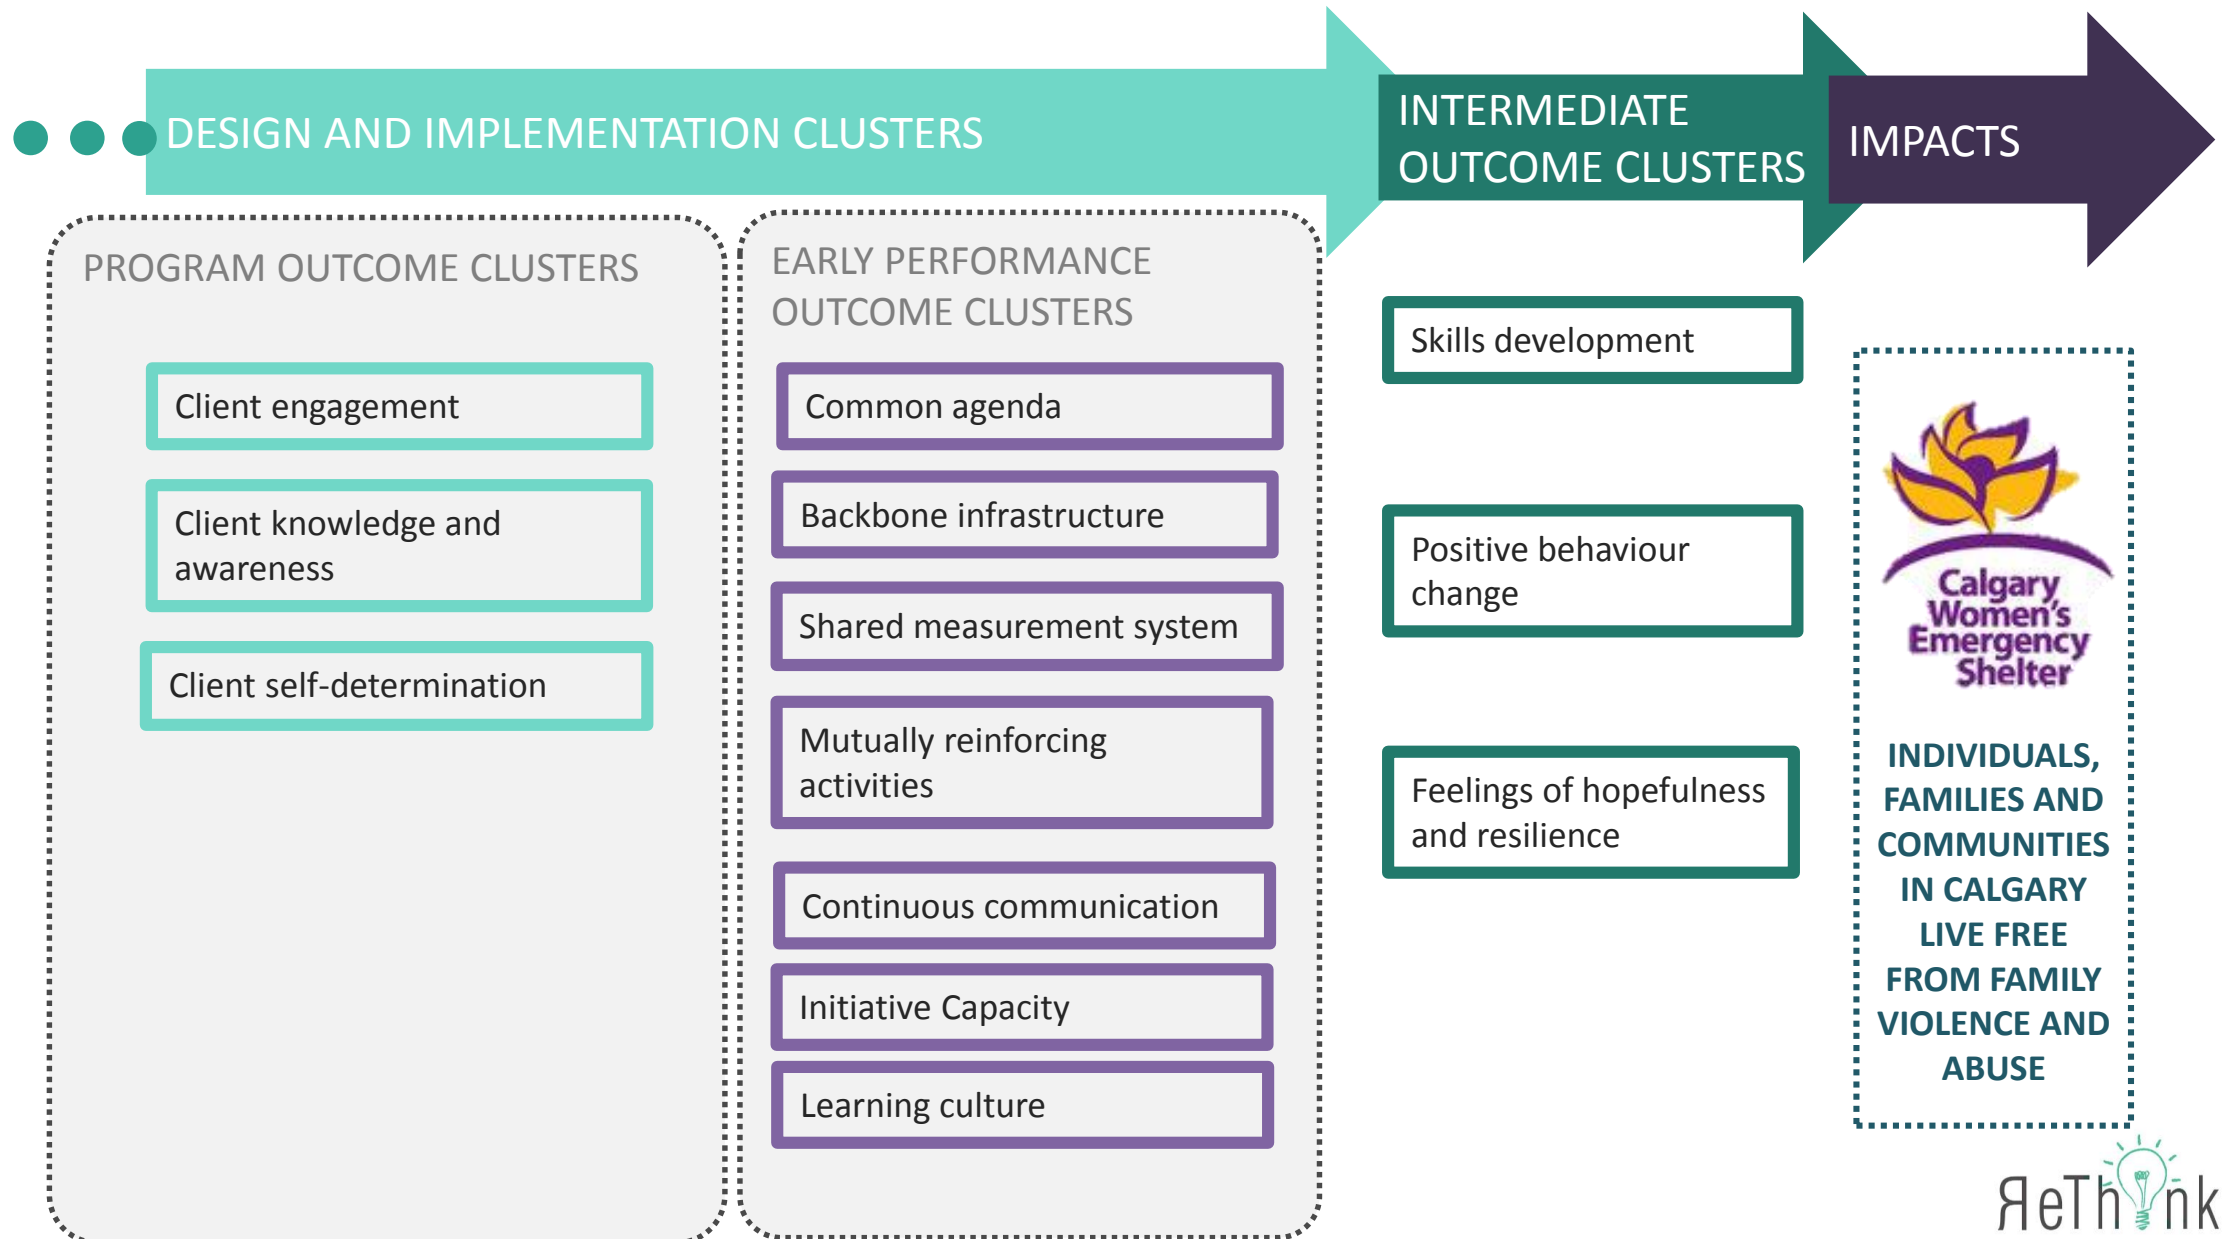 DESIGN AND IMPLEMENTATION CLUSTERS
INTERMEDIATE
OUTCOME CLUSTERS
IMPACTS
PROGRAM OUTCOME CLUSTERS
Client engagement
Client knowledge and
awareness
Client self-determination
EARLY PERFORMANCE
OUTCOME CLUSTERS
Common agenda
Backbone infrastructure
Shared measurement system
Mutually reinforcing
activities
Continuous communication
Initiative Capacity
Learning culture
Skills development
Positive behaviour
change
Feelings of hopefulness
and resilience
Calgary
Women's
Emergency
Shelter
INDIVIDUALS,
FAMILIES AND
COMMUNITIES
IN CALGARY
LIVE FREE
FROM FAMILY
VIOLENCE AND
ABUSE
ReThink